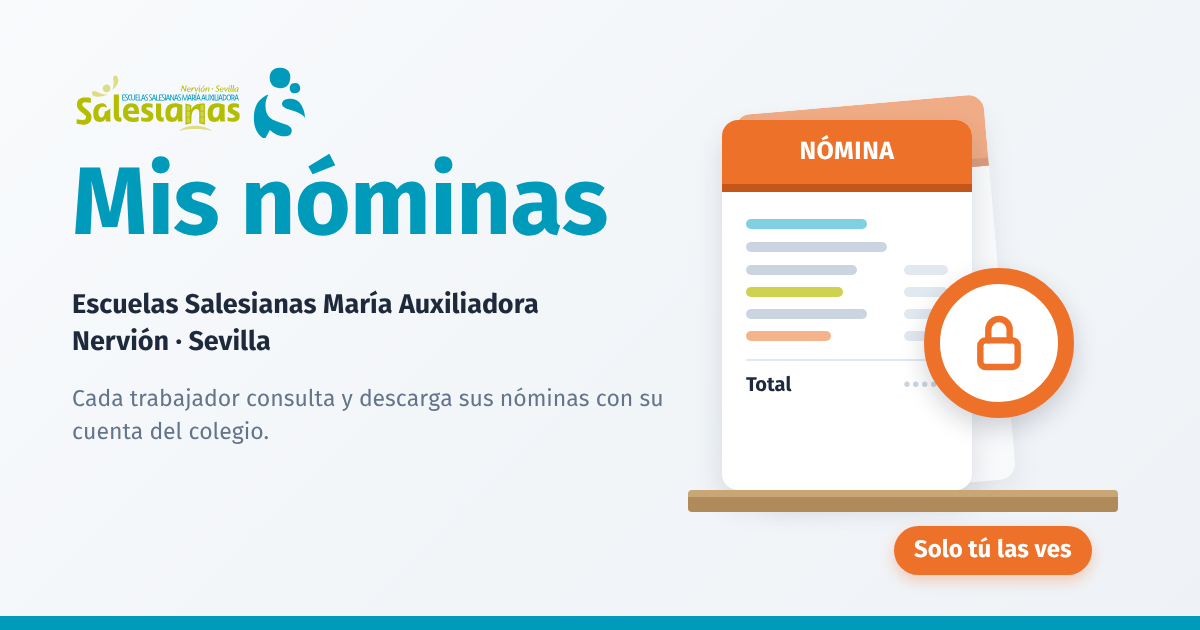 Nervión · Sevilla
ESCUELAS SALESIANAS MARÍA AUXILIADORA
Salesianas
Mis nóminas
Escuelas Salesianas María Auxiliadora
Nervión · Sevilla
Cada trabajador consulta y descarga sus nóminas con su
cuenta del colegio.
NÓMINA
Total
Solo tú las ves